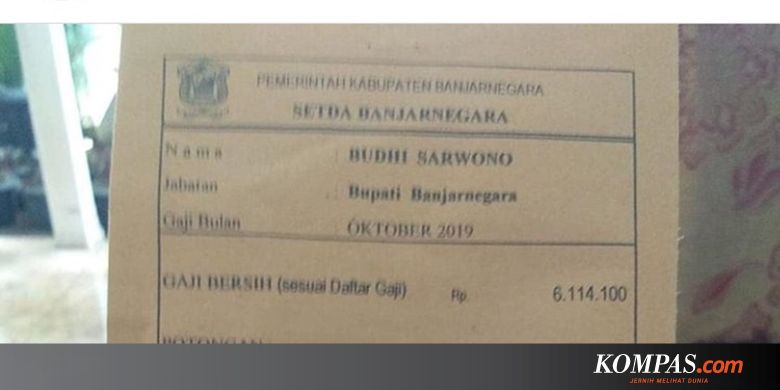 PEMERINTAH KABUPATEN BANJARNEGARA
SETDA BANJARNEGARA
N a m a : BUDHI SARWONO
Jabatan : Bupati Banjarnegara
Gaji Bulan : OKTOBER 2019
GAJI BERSIH (sesuai Daftar Gaji) Rp. 6.114.100
POTONGAN
KOMPAS.com
JERNIH MELIHAT DUNIA